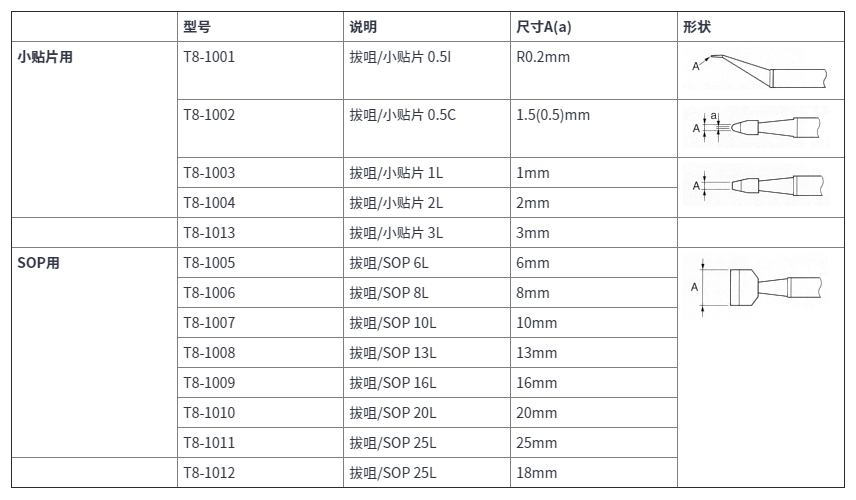 型号 说明 尺寸A(a) 形状
小贴片用 T8-1001 拔咀/小贴片 0.5I R0.2mm A
T8-1002 拔咀/小贴片 0.5C 1.5(0.5)mm A a
T8-1003 拔咀/小贴片 1L 1mm A
T8-1004 拔咀/小贴片 2L 2mm
T8-1013 拔咀/小贴片 3L 3mm
SOP用 T8-1005 拔咀/SOP 6L 6mm A
T8-1006 拔咀/SOP 8L 8mm
T8-1007 拔咀/SOP 10L 10mm
T8-1008 拔咀/SOP 13L 13mm
T8-1009 拔咀/SOP 16L 16mm
T8-1010 拔咀/SOP 20L 20mm
T8-1011 拔咀/SOP 25L 25mm
T8-1012 拔咀/SOP 25L 18mm